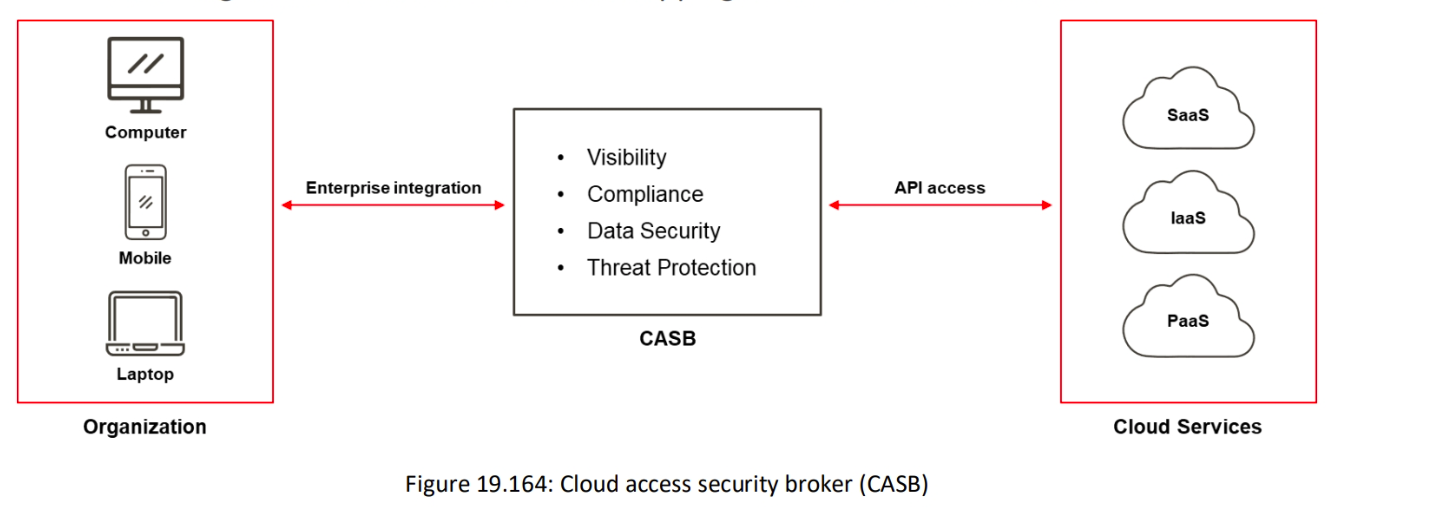 Computer
Mobile
Laptop
Organization
Enterprise integration
• Visibility
• Compliance
• Data Security
• Threat Protection
CASB
API access
SaaS
IaaS
PaaS
Cloud Services
Figure 19.164: Cloud access security broker (CASB)